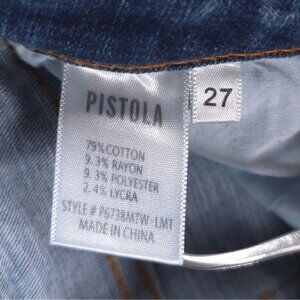 PISTOLA
27
79% COTTON
9. 3% RAYON
9. 3% POLYESTER
2. 4% LYCRA
STYLE # P6738MTW- LMT
MADE IN CHINA